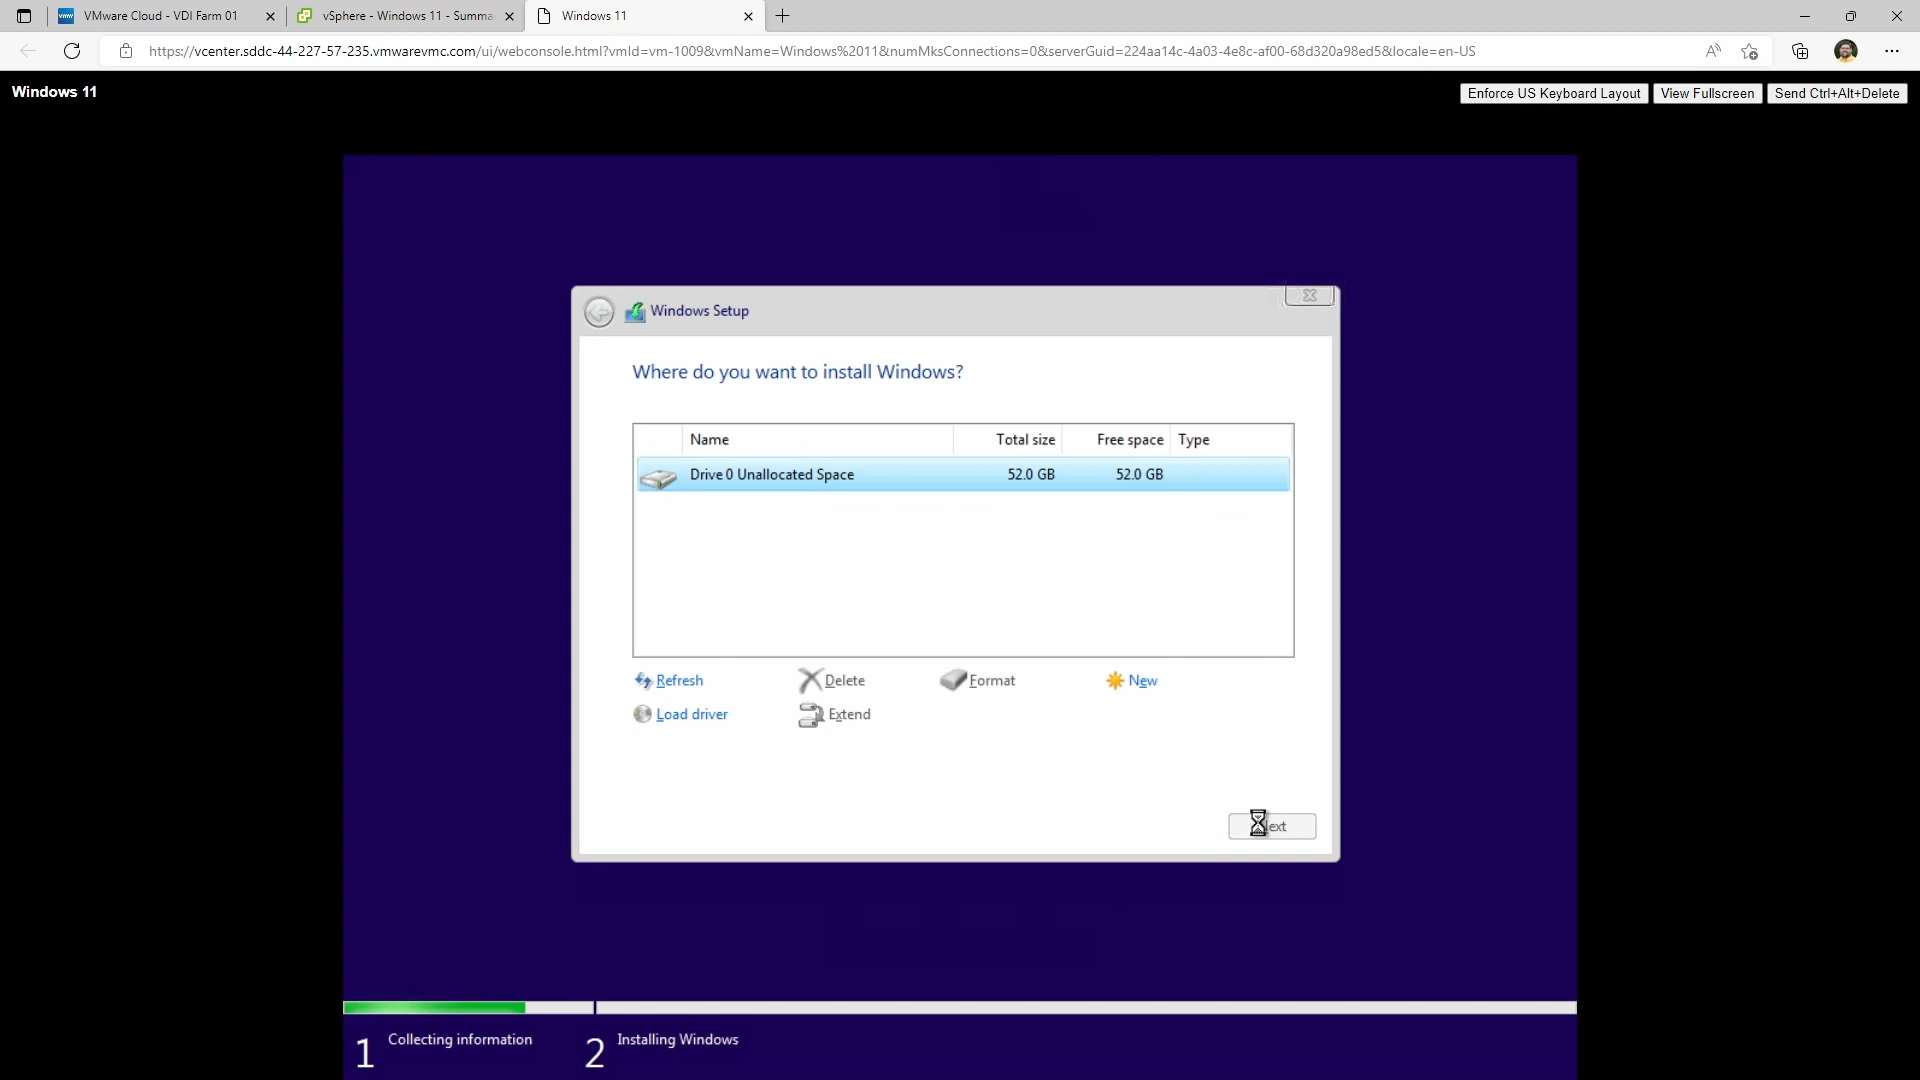 VMware Cloud - VDI Farm 01
vSphere - Windows 11 - Summa
Windows 11
https://vcenter.sddc-44-227-57-235.vmwarevmc.com/ui/webconsole.html?vmId=vm-1009&vmName=Windows%2011&numMksConnections=0&serverGuid=224aa14c-4a03-4e8c-af00-68d320a98ed5&locale=en-US
Windows 11
Enforce US Keyboard Layout
View Fullscreen
Send Ctrl+Alt+Delete
Windows Setup
Where do you want to install Windows?
Name Total size Free space Type
Drive 0 Unallocated Space 52.0 GB 52.0 GB
Refresh Delete Format New
Load driver Extend
1 Collecting information 2 Installing Windows